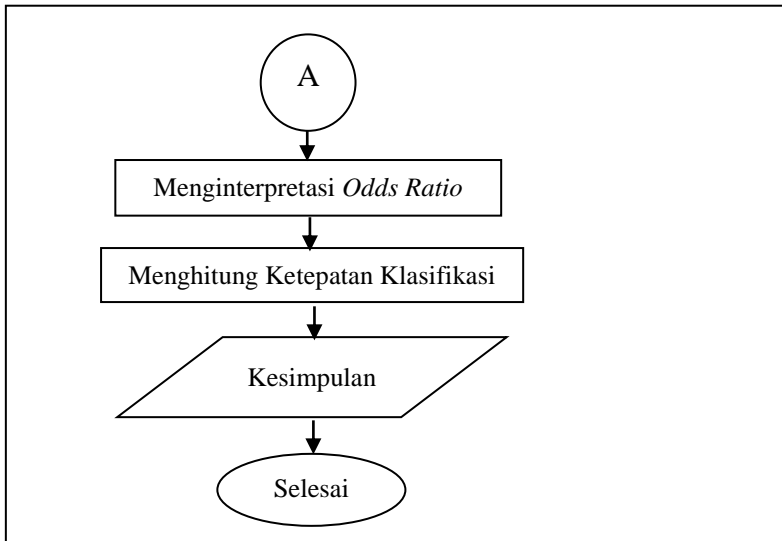 A
Menginterpretasi Odds Ratio
Menghitung Ketepatan Klasifikasi
Kesimpulan
Selesai